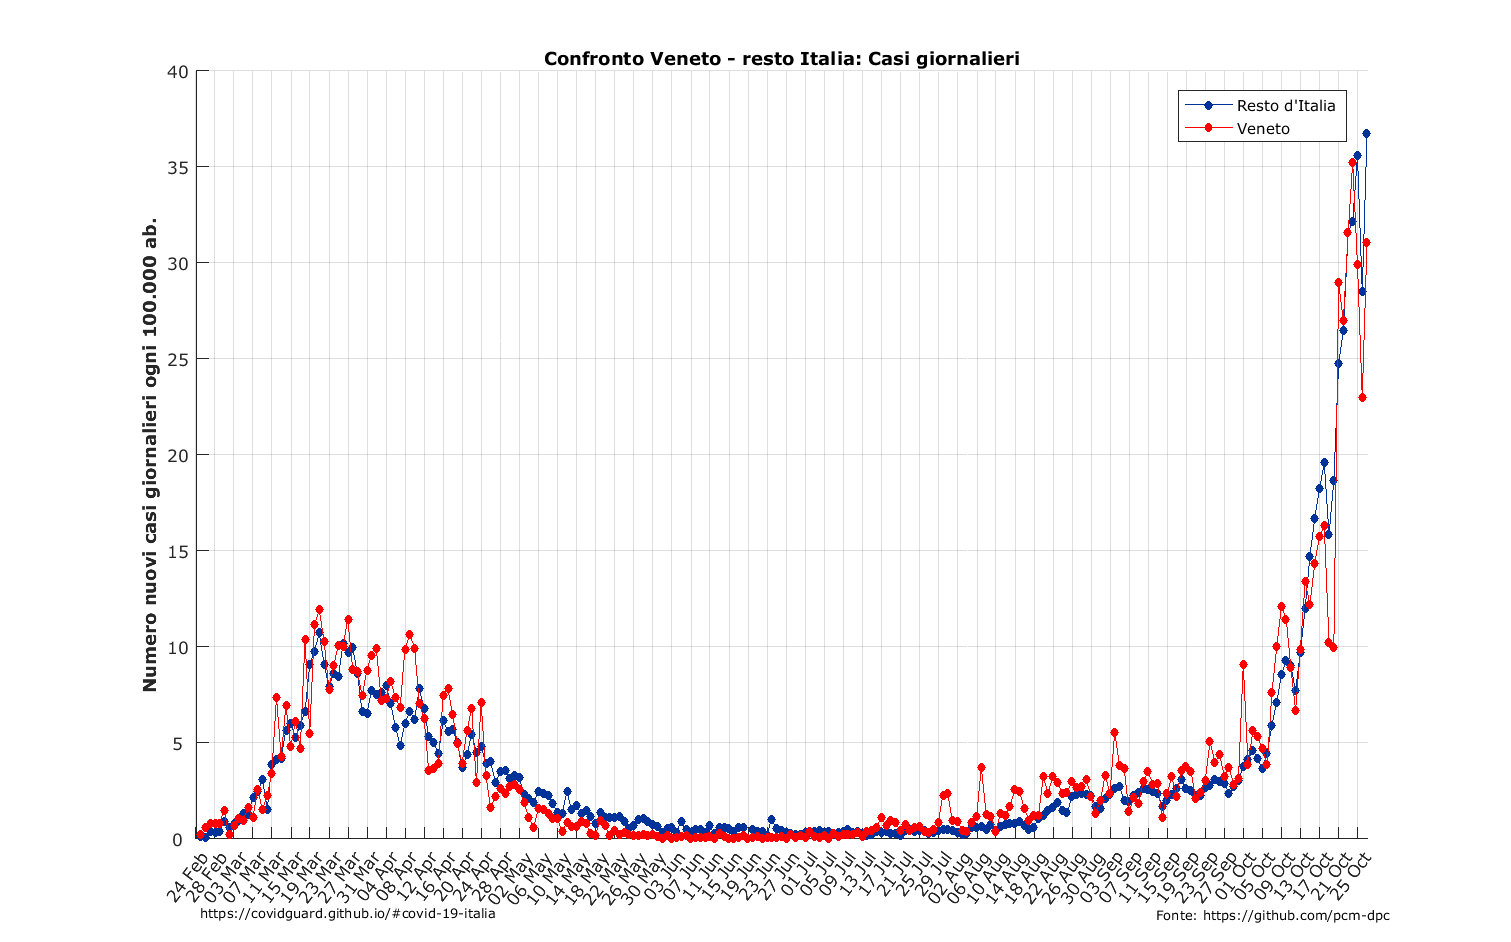 Confronto Veneto - resto Italia: Casi giornalieri
Resto d'Italia
Veneto
Numero nuovi casi giornalieri ogni 100.000 ab.
40
35
30
25
20
15
10
5
0
24 Feb
28 Feb
03 Mar
07 Mar
11 Mar
15 Mar
19 Mar
23 Mar
27 Mar
31 Mar
04 Apr
08 Apr
12 Apr
16 Apr
20 Apr
24 Apr
28 Apr
02 May
06 May
10 May
14 May
18 May
22 May
26 May
30 May
03 Jun
07 Jun
11 Jun
15 Jun
19 Jun
23 Jun
27 Jun
01 Jul
05 Jul
09 Jul
13 Jul
17 Jul
21 Jul
25 Jul
29 Jul
02 Aug
06 Aug
10 Aug
14 Aug
18 Aug
22 Aug
26 Aug
30 Aug
03 Sep
07 Sep
11 Sep
15 Sep
19 Sep
23 Sep
27 Sep
01 Oct
05 Oct
09 Oct
13 Oct
17 Oct
21 Oct
25 Oct
https://covidguard.github.io/#covid-19-italia
Fonte: https://github.com/pcm-dpc